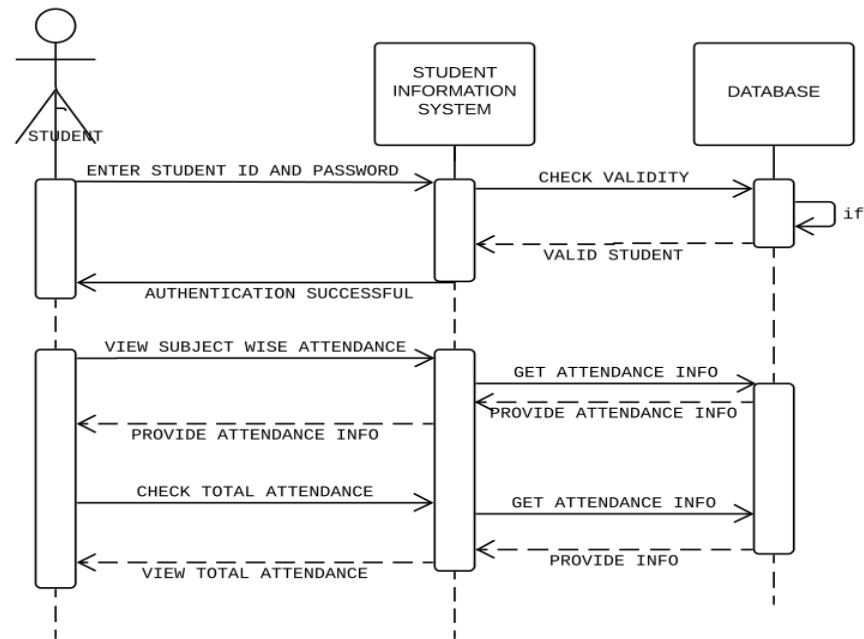 STUDENT
INFORMATION
SYSTEM
DATABASE
STUDENT
ENTER STUDENT ID AND PASSWORD
CHECK VALIDITY
if
VALID STUDENT
AUTHENTICATION SUCCESSFUL
VIEW SUBJECT WISE ATTENDANCE
GET ATTENDANCE INFO
PROVIDE ATTENDANCE INFO
PROVIDE ATTENDANCE INFO
CHECK TOTAL ATTENDANCE
GET ATTENDANCE INFO
PROVIDE INFO
VIEW TOTAL ATTENDANCE